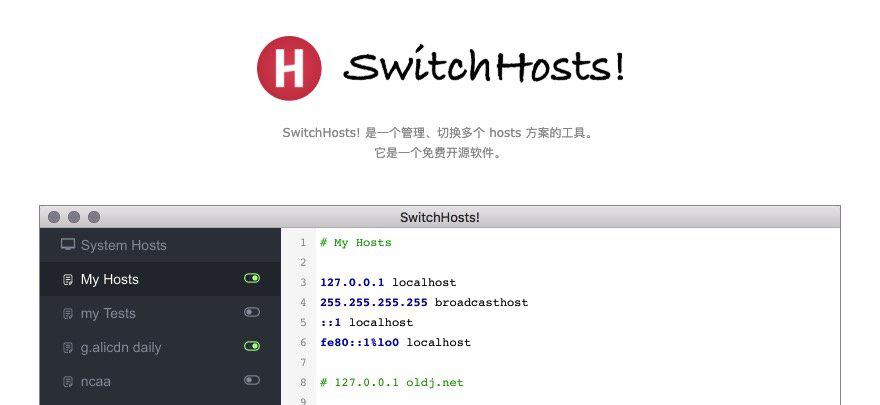 H SwitchHosts!
SwitchHosts! 是一个管理、切换多个 hosts 方案的工具。
它是一个免费开源软件。
SwitchHosts!
System Hosts
My Hosts
my Tests
g.alicdn daily
ncaa
1 # My Hosts
2
3 127.0.0.1 localhost
4 255.255.255.255 broadcasthost
5 ::1 localhost
6 fe80::1%lo0 localhost
7
8 # 127.0.0.1 oldj.net
9